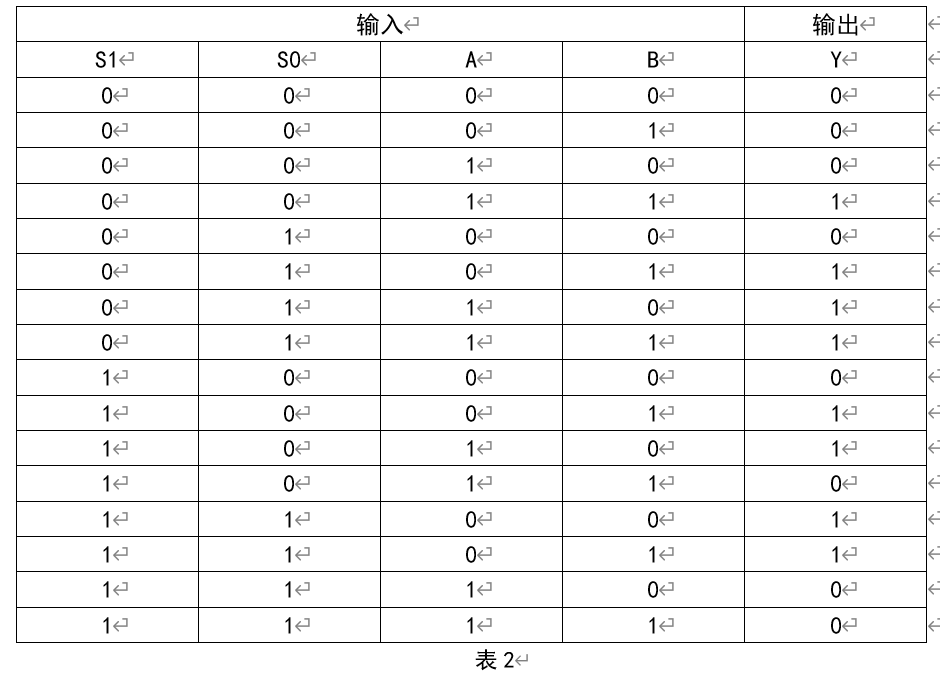 输入 输出
S1 S0 A B Y
0 0 0 0 0
0 0 0 1 0
0 0 1 0 0
0 0 1 1 1
0 1 0 0 0
0 1 0 1 1
0 1 1 0 1
0 1 1 1 1
1 0 0 0 0
1 0 0 1 1
1 0 1 0 1
1 0 1 1 0
1 1 0 0 1
1 1 0 1 1
1 1 1 0 0
1 1 1 1 0
表 2